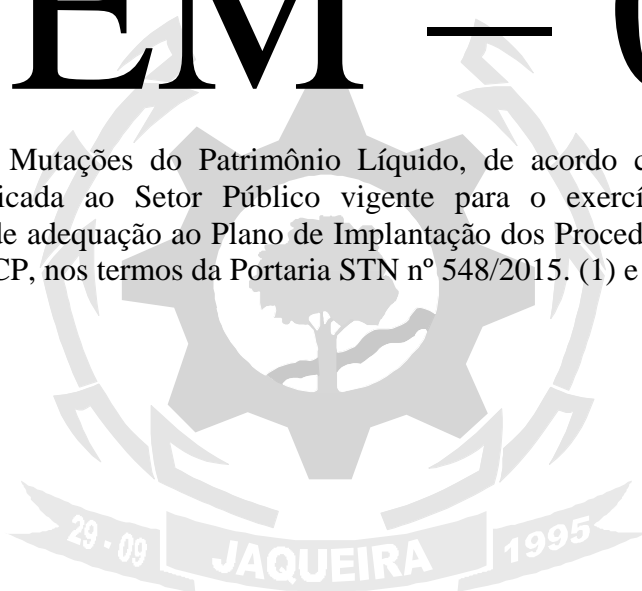 EM –
Mutações do Patrimônio Líquido, de acordo
icada ao Setor Público vigente para o exercí
de adequação ao Plano de Implantação dos Proced
CP, nos termos da Portaria STN nº 548/2015. (1) e
29 - 09 JAQUEIRA 1995